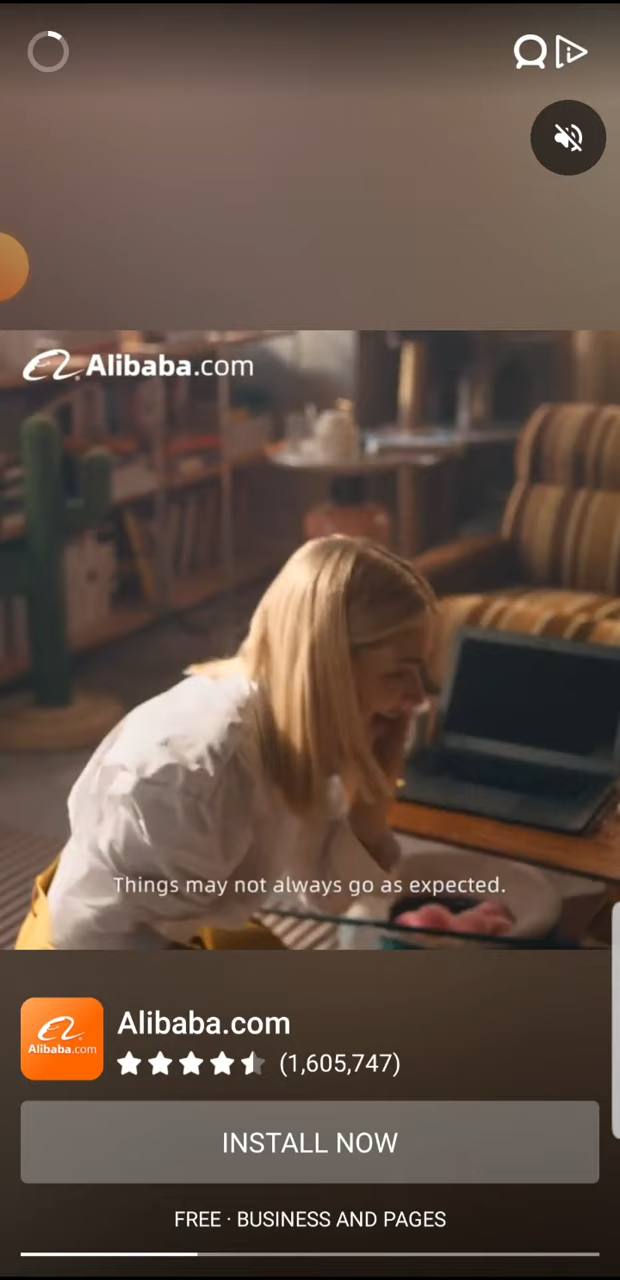 Alibaba.com
Things may not always go as expected.
Alibaba.com
Alibaba.com
(1,605,747)
INSTALL NOW
FREE · BUSINESS AND PAGES